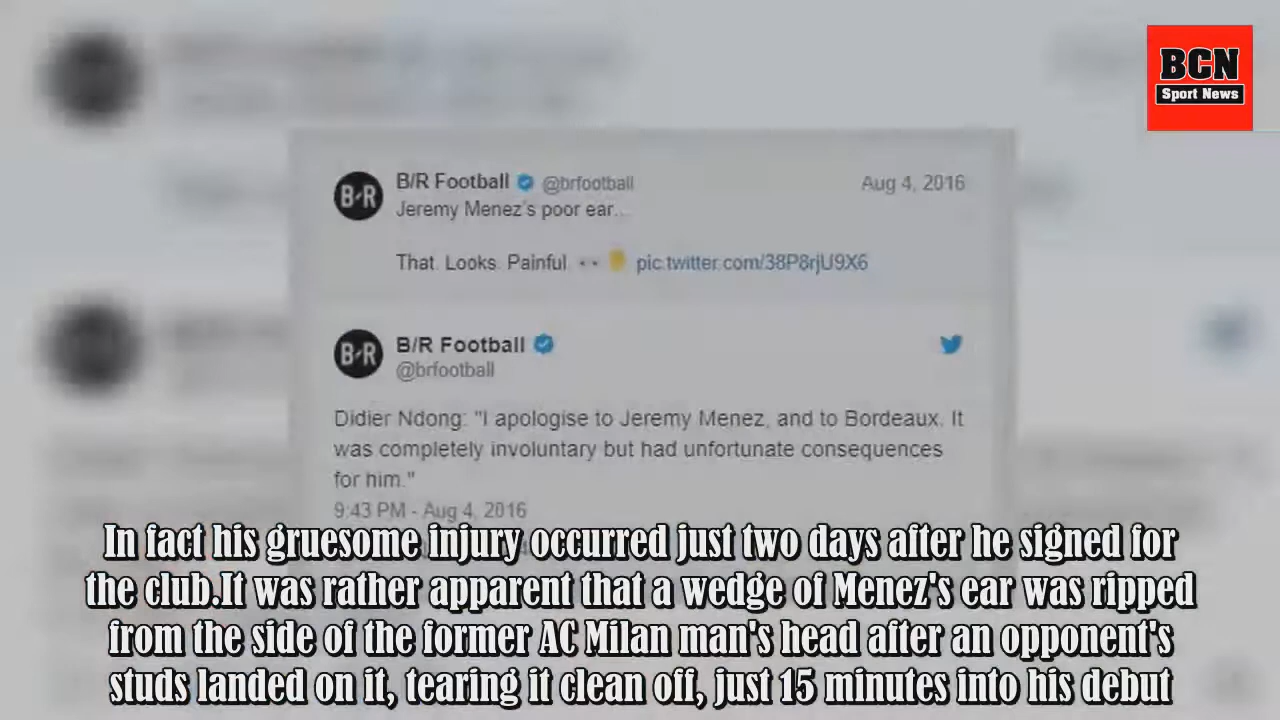 BCN
Sport News
B/R Football @brfootball Aug 4, 2016
Jeremy Menez's poor ear...
That. Looks. Painful. 👀 pic.twitter.com/38P8rjU9X6
B/R Football
@brfootball
Didier Ndong: "I apologise to Jeremy Menez, and to Bordeaux. It
was completely involuntary but had unfortunate consequences
for him."
9:43 PM - Aug 4, 2016
In fact his gruesome injury occurred just two days after he signed for
the club.It was rather apparent that a wedge of Menez's ear was ripped
from the side of the former AC Milan man's head after an opponent's
studs landed on it, tearing it clean off, just 15 minutes into his debut